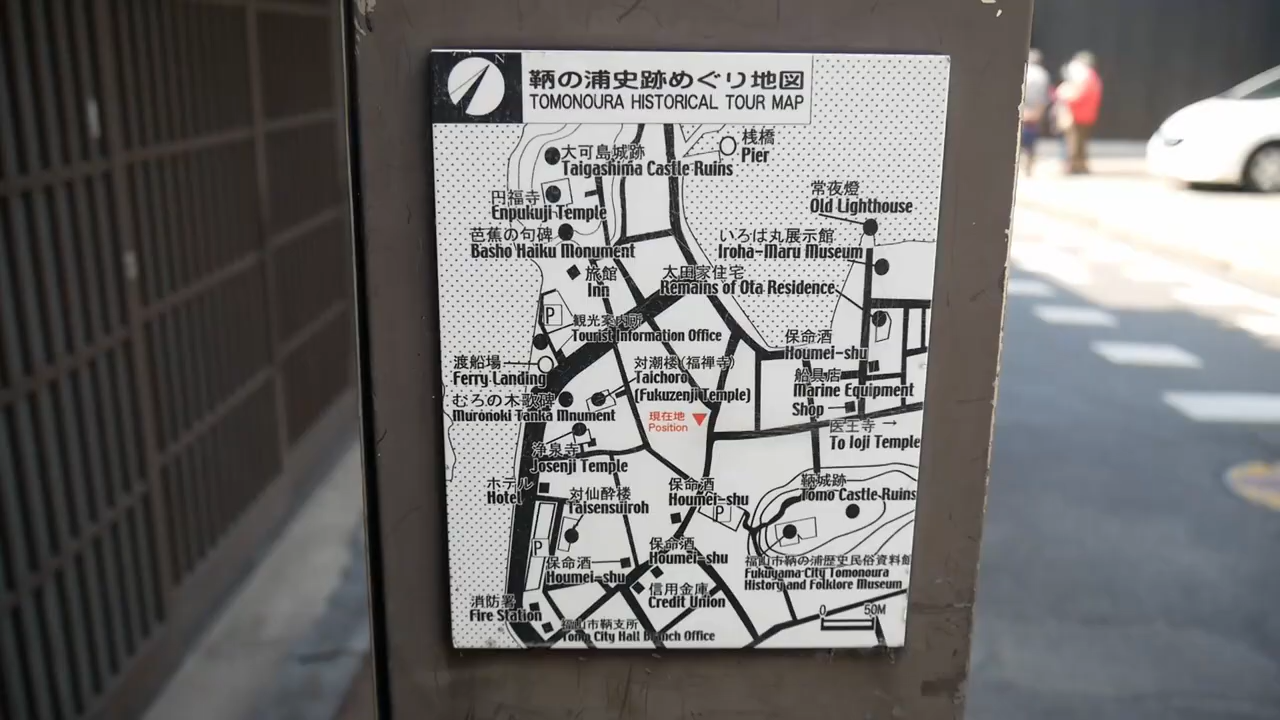 N
鞆の浦史跡めぐり地図
TOMONOURA HISTORICAL TOUR MAP
桟橋
Pier
大可島城跡
Taigashima Castle Ruins
円福寺
Enpukuji Temple
常夜燈
Old Lighthouse
芭蕉の句碑
Basho Haiku Monument
いろは丸展示館
Iroha-Maru Museum
旅館
Inn
太田家住宅
Remains of Ota Residence
P
観光案内所
Tourist Information Office
保命酒
Houmei-shu
渡船場
Ferry Landing
対潮楼(福禅寺)
Taichoro
(Fukuzenji Temple)
船具店
Marine Equipment
Shop
むろの木歌碑
Muronoki Tanka Mnument
現在地
Position
医王寺→
To Ioji Temple
浄泉寺
Josenji Temple
ホテル
Hotel
対仙酔楼
Taisensuiroh
保命酒
Houmei-shu
P
鞆城跡
Tomo Castle Ruins
P
保命酒
Houmei-shu
保命酒
Houmei-shu
福山市鞆の浦歴史民俗資料館
Fukuyama City Tomonoura
History and Folklore Museum
信用金庫
Credit Union
消防署
Fire Station
福山市鞆支所
Tomo City Hall Branch Office
0 50M